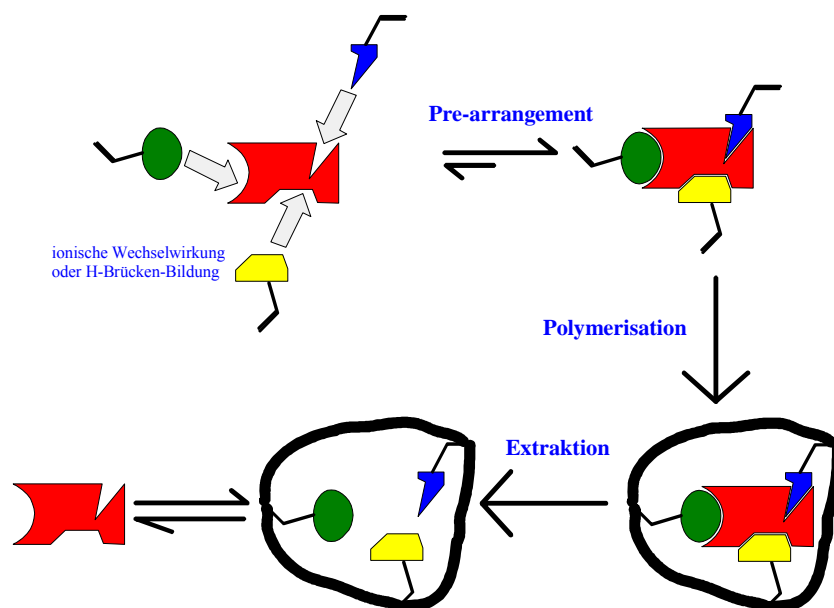 Pre-arrangement
ionische Wechselwirkung
oder H-Brücken-Bildung
Polymerisation
Extraktion